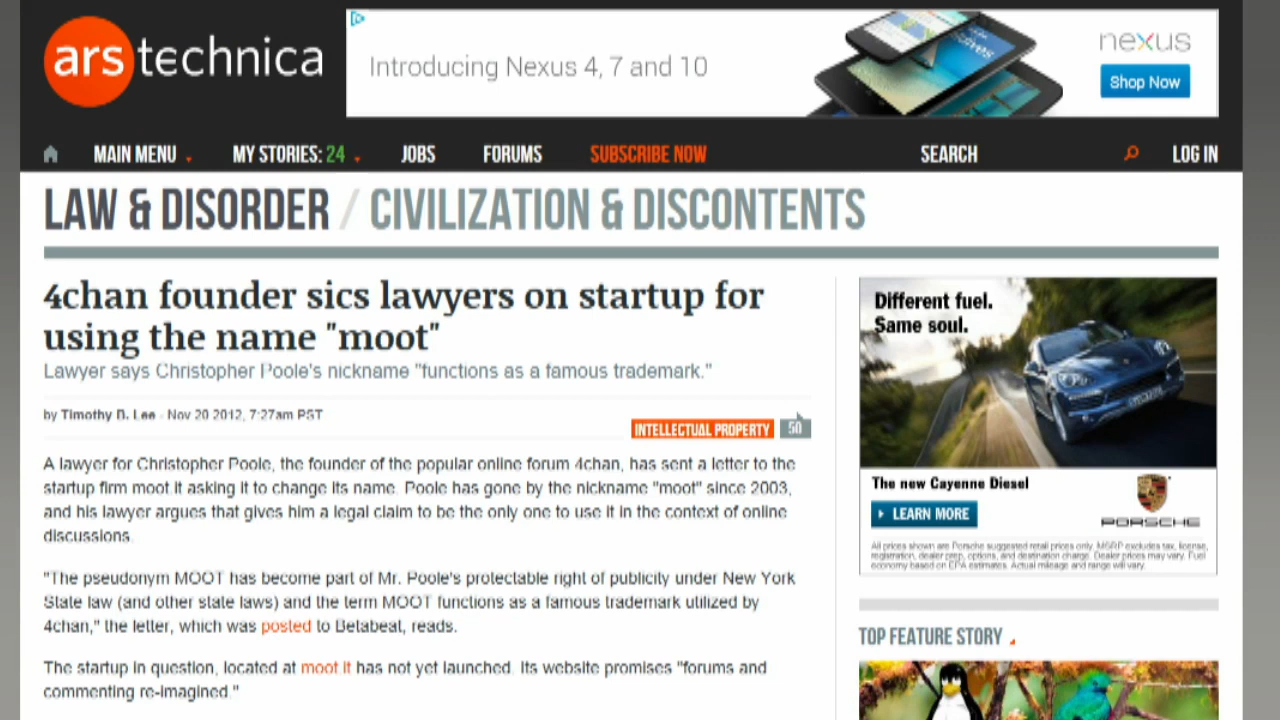 ars technica
Introducing Nexus 4, 7 and 10
nexus
Shop Now
MAIN MENU MY STORIES: 24 JOBS FORUMS SUBSCRIBE NOW SEARCH LOG IN
LAW & DISORDER / CIVILIZATION & DISCONTENTS
4chan founder sics lawyers on startup for
using the name "moot"
Lawyer says Christopher Poole's nickname "functions as a famous trademark."
by Timothy B. Lee - Nov 20 2012, 7:27am PST
INTELLECTUAL PROPERTY 50
A lawyer for Christopher Poole, the founder of the popular online forum 4chan, has sent a letter to the
startup firm moot it asking it to change its name. Poole has gone by the nickname "moot" since 2003,
and his lawyer argues that gives him a legal claim to be the only one to use it in the context of online
discussions.
"The pseudonym MOOT has become part of Mr. Poole's protectable right of publicity under New York
State law (and other state laws) and the term MOOT functions as a famous trademark utilized by
4chan," the letter, which was posted to Betabeat, reads.
The startup in question, located at moot it has not yet launched. Its website promises "forums and
commenting re-imagined."
Different fuel.
Same soul.
The new Cayenne Diesel
LEARN MORE
PORSCHE
All prices shown are Porsche suggested retail prices only. MSRP excludes tax, license,
registration, dealer prep, options, and destination charge. Dealer prices may vary. Fuel
economy based on EPA estimates. Actual mileage and range will vary.
TOP FEATURE STORY